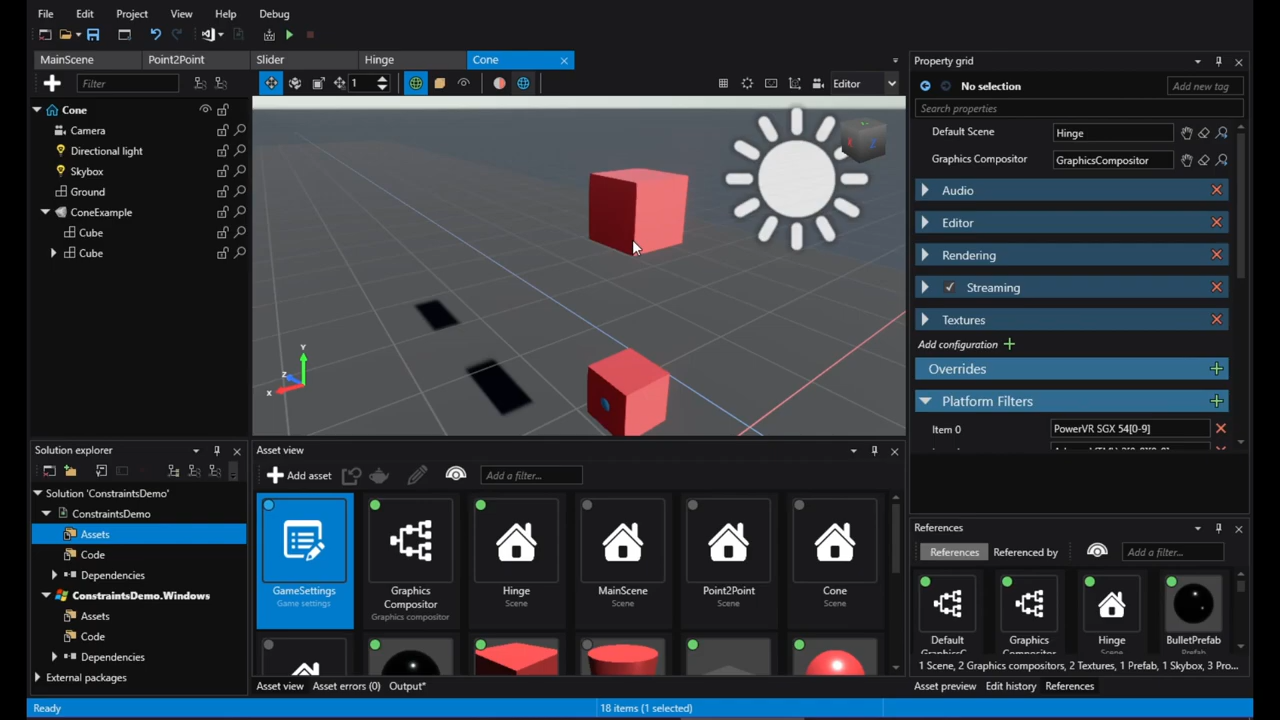 File Edit Project View Help Debug
MainScene Point2Point Slider Hinge Cone
Filter 1 Editor
Cone
Camera
Directional light
Skybox
Ground
ConeExample
Cube
Cube
Y
Z
X
X Z
Property grid
No selection Add new tag
Search properties
Default Scene Hinge
Graphics Compositor GraphicsCompositor
Audio
Editor
Rendering
Streaming
Textures
Add configuration
Overrides
Platform Filters
Item 0 PowerVR SGX 54[0-9]
Solution explorer
Solution 'ConstraintsDemo'
ConstraintsDemo
Assets
Code
Dependencies
ConstraintsDemo.Windows
Assets
Code
Dependencies
External packages
Asset view
Add asset Add a filter...
GameSettings
Game settings
Graphics
Compositor
Graphics compositor
Hinge
Scene
MainScene
Scene
Point2Point
Scene
Cone
Scene
Asset view Asset errors (0) Output*
References
References Referenced by Add a filter...
Default
GraphicsC...
Graphics
Compositor
Hinge
Scene
BulletPrefab
Prefab
1 Scene, 2 Graphics compositors, 2 Textures, 1 Prefab, 1 Skybox, 3 Pro...
Asset preview Edit history References
Ready 18 items (1 selected)